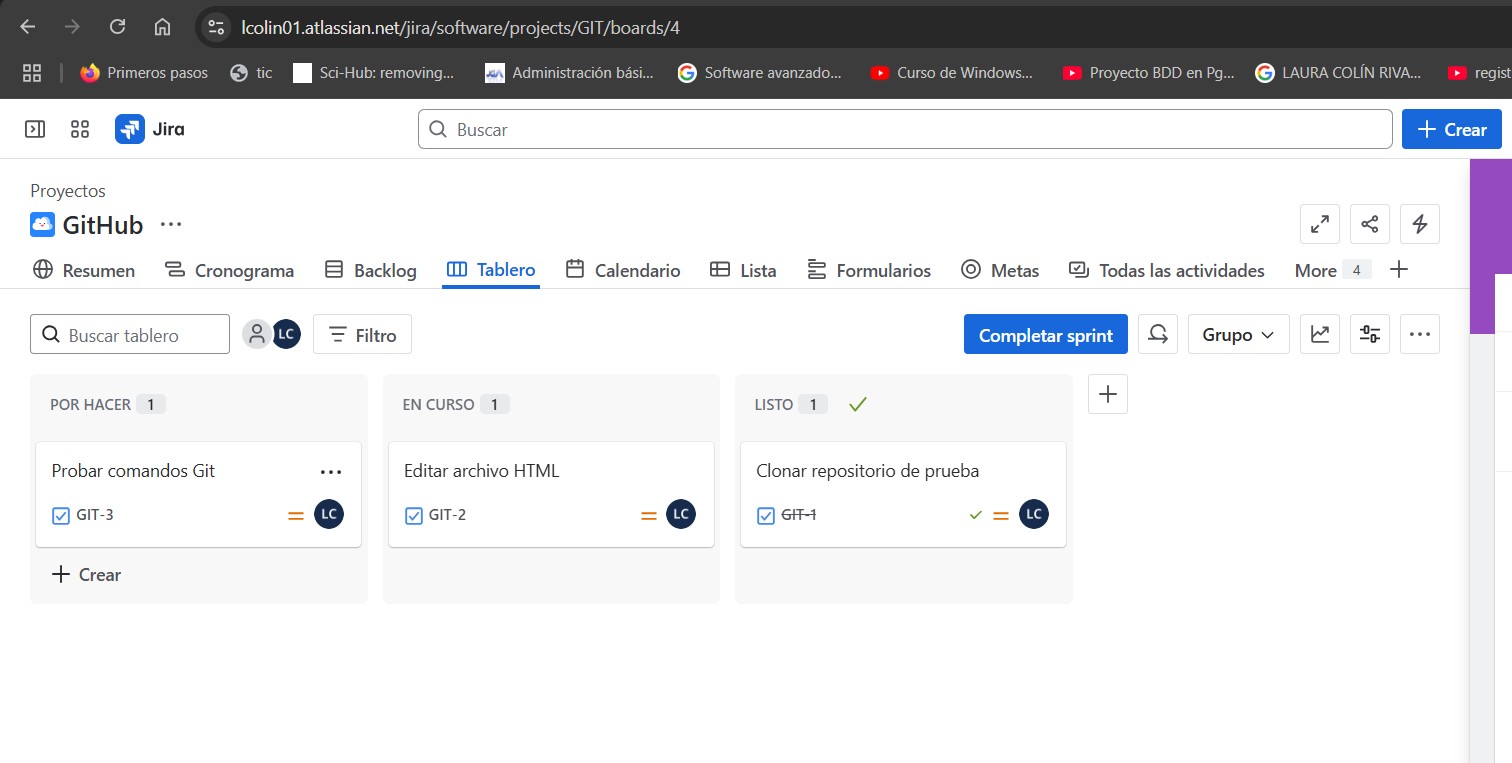 lcolin01.atlassian.net/jira/software/projects/GIT/boards/4
Primeros pasos tic Sci-Hub: removing... Administración bási... Software avanzado... Curso de Windows... Proyecto BDD en Pg... LAURA COLÍN RIVA... regist
Jira Buscar Crear
Proyectos
GitHub
Resumen Cronograma Backlog Tablero Calendario Lista Formularios Metas Todas las actividades More 4
Buscar tablero LC Filtro Completar sprint Grupo
POR HACER 1 EN CURSO 1 LISTO 1
Probar comandos Git Editar archivo HTML Clonar repositorio de prueba
GIT-3 LC GIT-2 LC GIT-1 LC
Crear